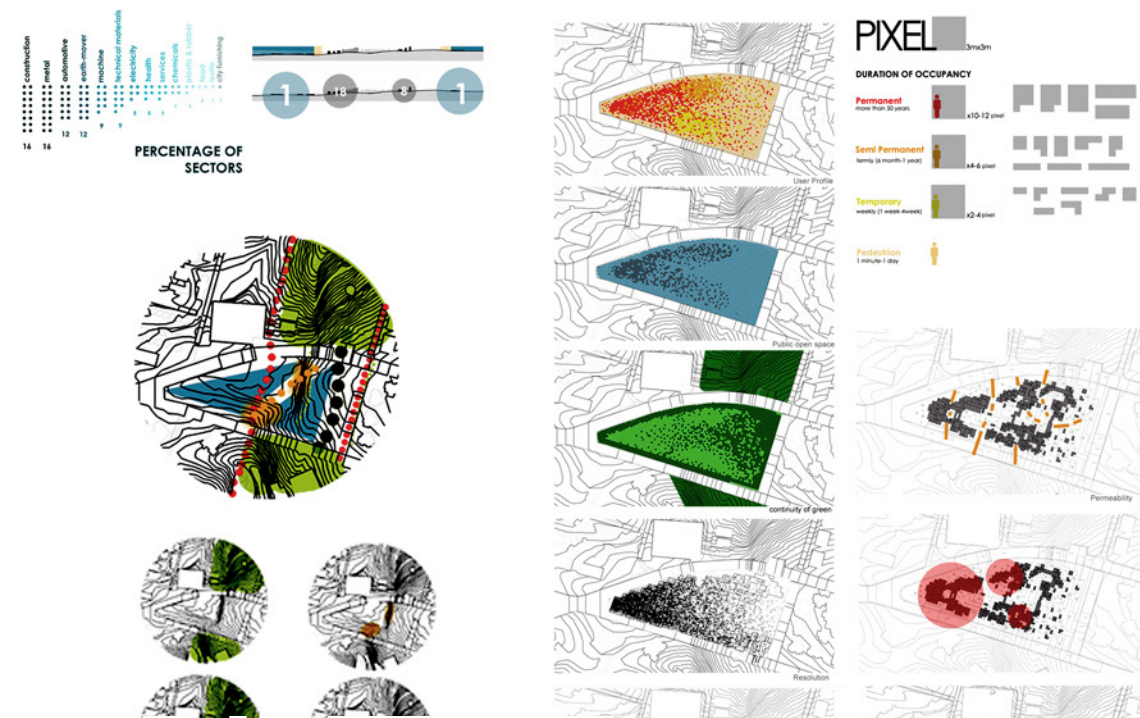 construction
metal
automotive
earth-mover
machine
technical materials
electricity
health
services
chemicals
plastic & rubber
food
city furnishing
16
16
12
12
9
9
1
18
8
1
PERCENTAGE OF
SECTORS
User Profile
Public open space
continuity of green
Resolution
PIXEL
3mx3m
DURATION OF OCCUPANCY
Permanent
more than 50 years
x10-12 pixel
Semi Permanent
termly (6 month-1 year)
x4-6 pixel
Temporary
weekly (1 week-4week)
x2-4 pixel
Pedestrian
1 minute-1 day
Permeability